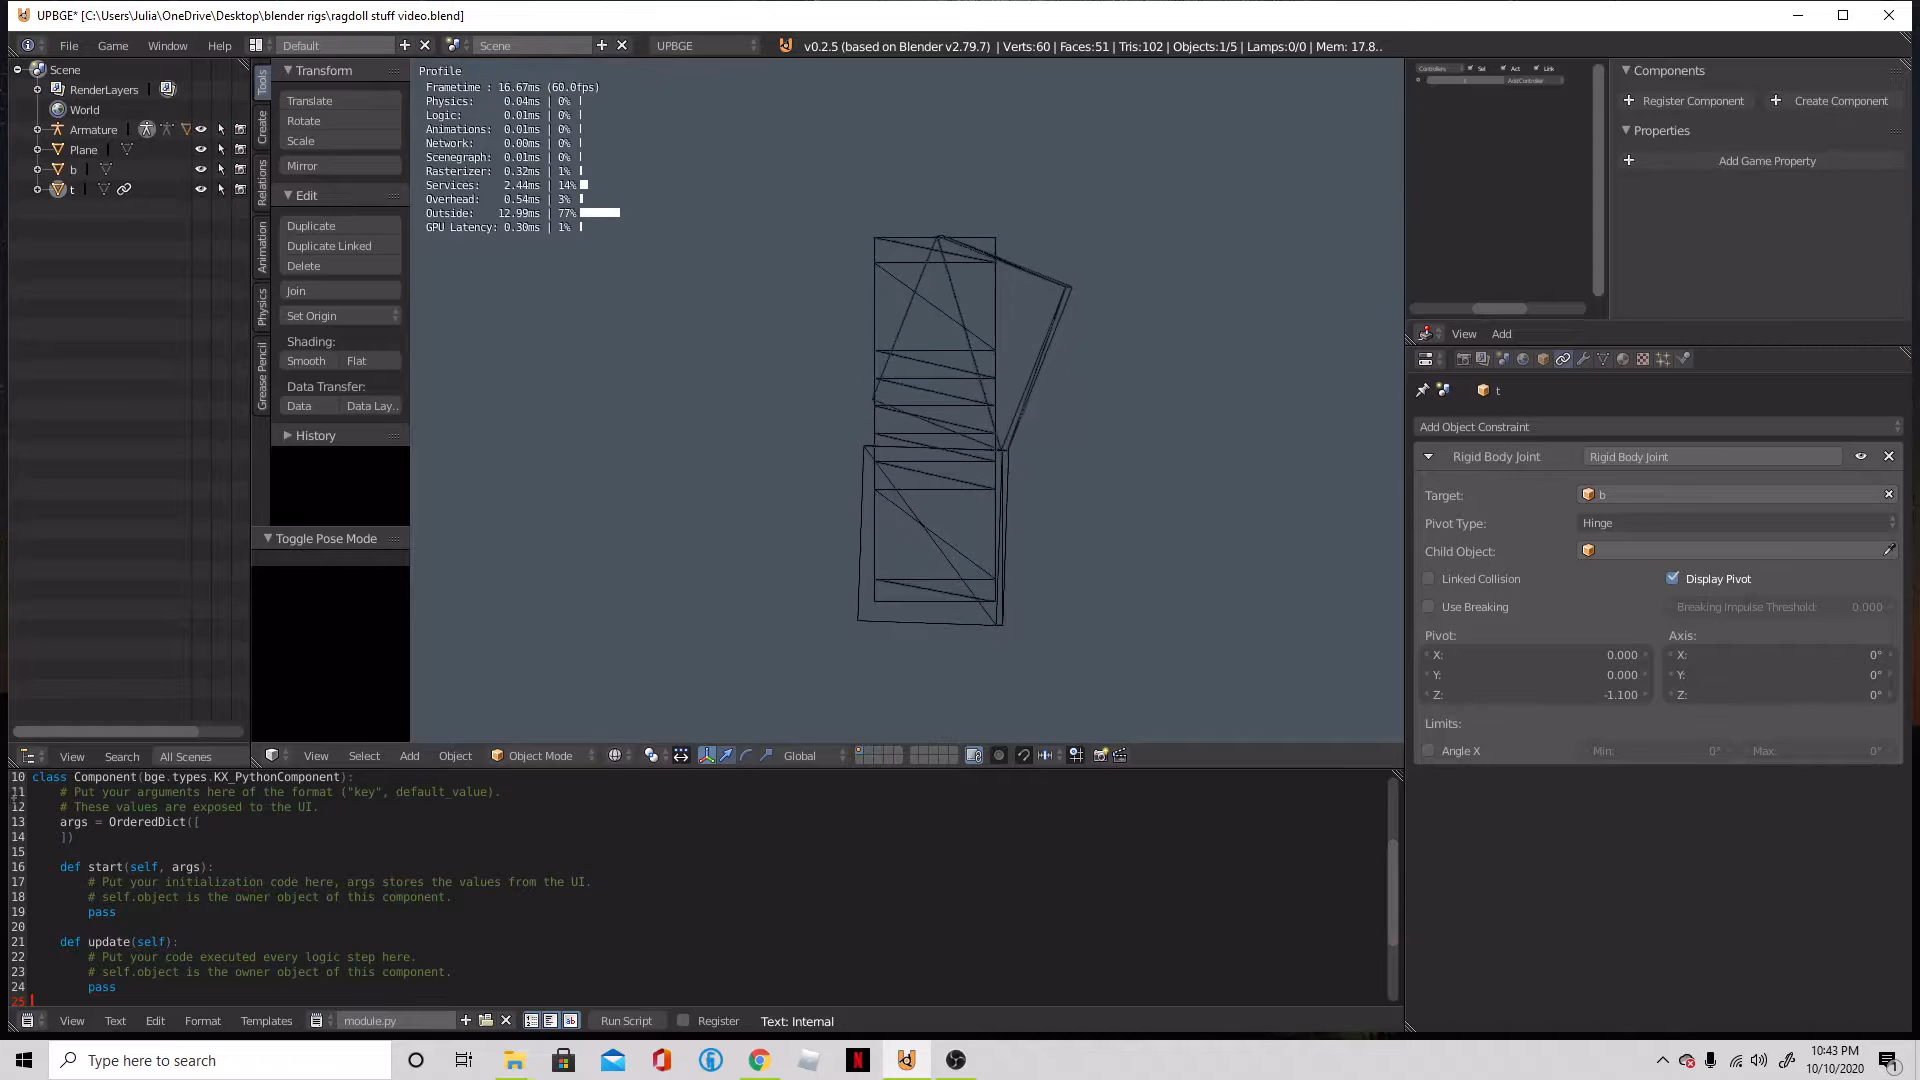 UPBGE* [C:\Users\Julia\OneDrive\Desktop\blender rigs\ragdoll stuff video.blend]
File Game Window Help Default Scene UPBGE v0.2.5 (based on Blender v2.79.7) | Verts:60 | Faces:51 | Tris:102 | Objects:1/5 | Lamps:0/0 | Mem: 17.8..
Scene
RenderLayers
World
Armature
Plane
b
t
View Search All Scenes
Tools
Create
Relations
Animation
Physics
Grease Pencil
Transform
Translate
Rotate
Scale
Mirror
Edit
Duplicate
Duplicate Linked
Delete
Join
Set Origin
Shading:
Smooth Flat
Data Transfer:
Data Data Lay..
History
Toggle Pose Mode
Profile
Frametime : 16.67ms (60.0fps)
Physics: 0.04ms | 0%
Logic: 0.01ms | 0%
Animations: 0.01ms | 0%
Network: 0.00ms | 0%
Scenegraph: 0.01ms | 0%
Rasterizer: 0.32ms | 1%
Services: 2.44ms | 14%
Overhead: 0.54ms | 3%
Outside: 12.99ms | 77%
GPU Latency: 0.30ms | 1%
View Select Add Object Object Mode Global
Controllers Sel Act Link
Add Controller
View Add
Components
Register Component Create Component
Properties
Add Game Property
t
Add Object Constraint
Rigid Body Joint Rigid Body Joint
Target: b
Pivot Type: Hinge
Child Object:
Linked Collision Display Pivot
Use Breaking Breaking Impulse Threshold: 0.000
Pivot: Axis:
X: 0.000 X: 0°
Y: 0.000 Y: 0°
Z: -1.100 Z: 0°
Limits:
Angle X Min: 0° Max: 0°
10 class Component(bge.types.KX_PythonComponent):
11 # Put your arguments here of the format ("key", default_value).
12 # These values are exposed to the UI.
13 args = OrderedDict([
14 ])
15
16 def start(self, args):
17 # Put your initialization code here, args stores the values from the UI.
18 # self.object is the owner object of this component.
19 pass
20
21 def update(self):
22 # Put your code executed every logic step here.
23 # self.object is the owner object of this component.
24 pass
25
View Text Edit Format Templates module.py Run Script Register Text: Internal
Type here to search
10:43 PM
10/10/2020